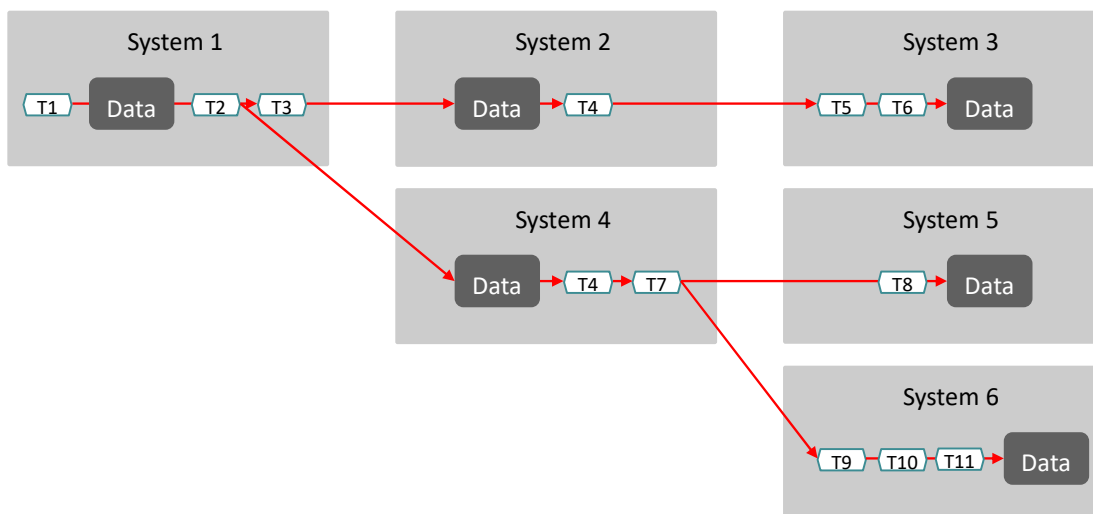 System 1
T1
Data
T2
T3
System 2
Data
T4
System 3
T5
T6
Data
System 4
Data
T4
T7
System 5
T8
Data
System 6
T9
T10
T11
Data